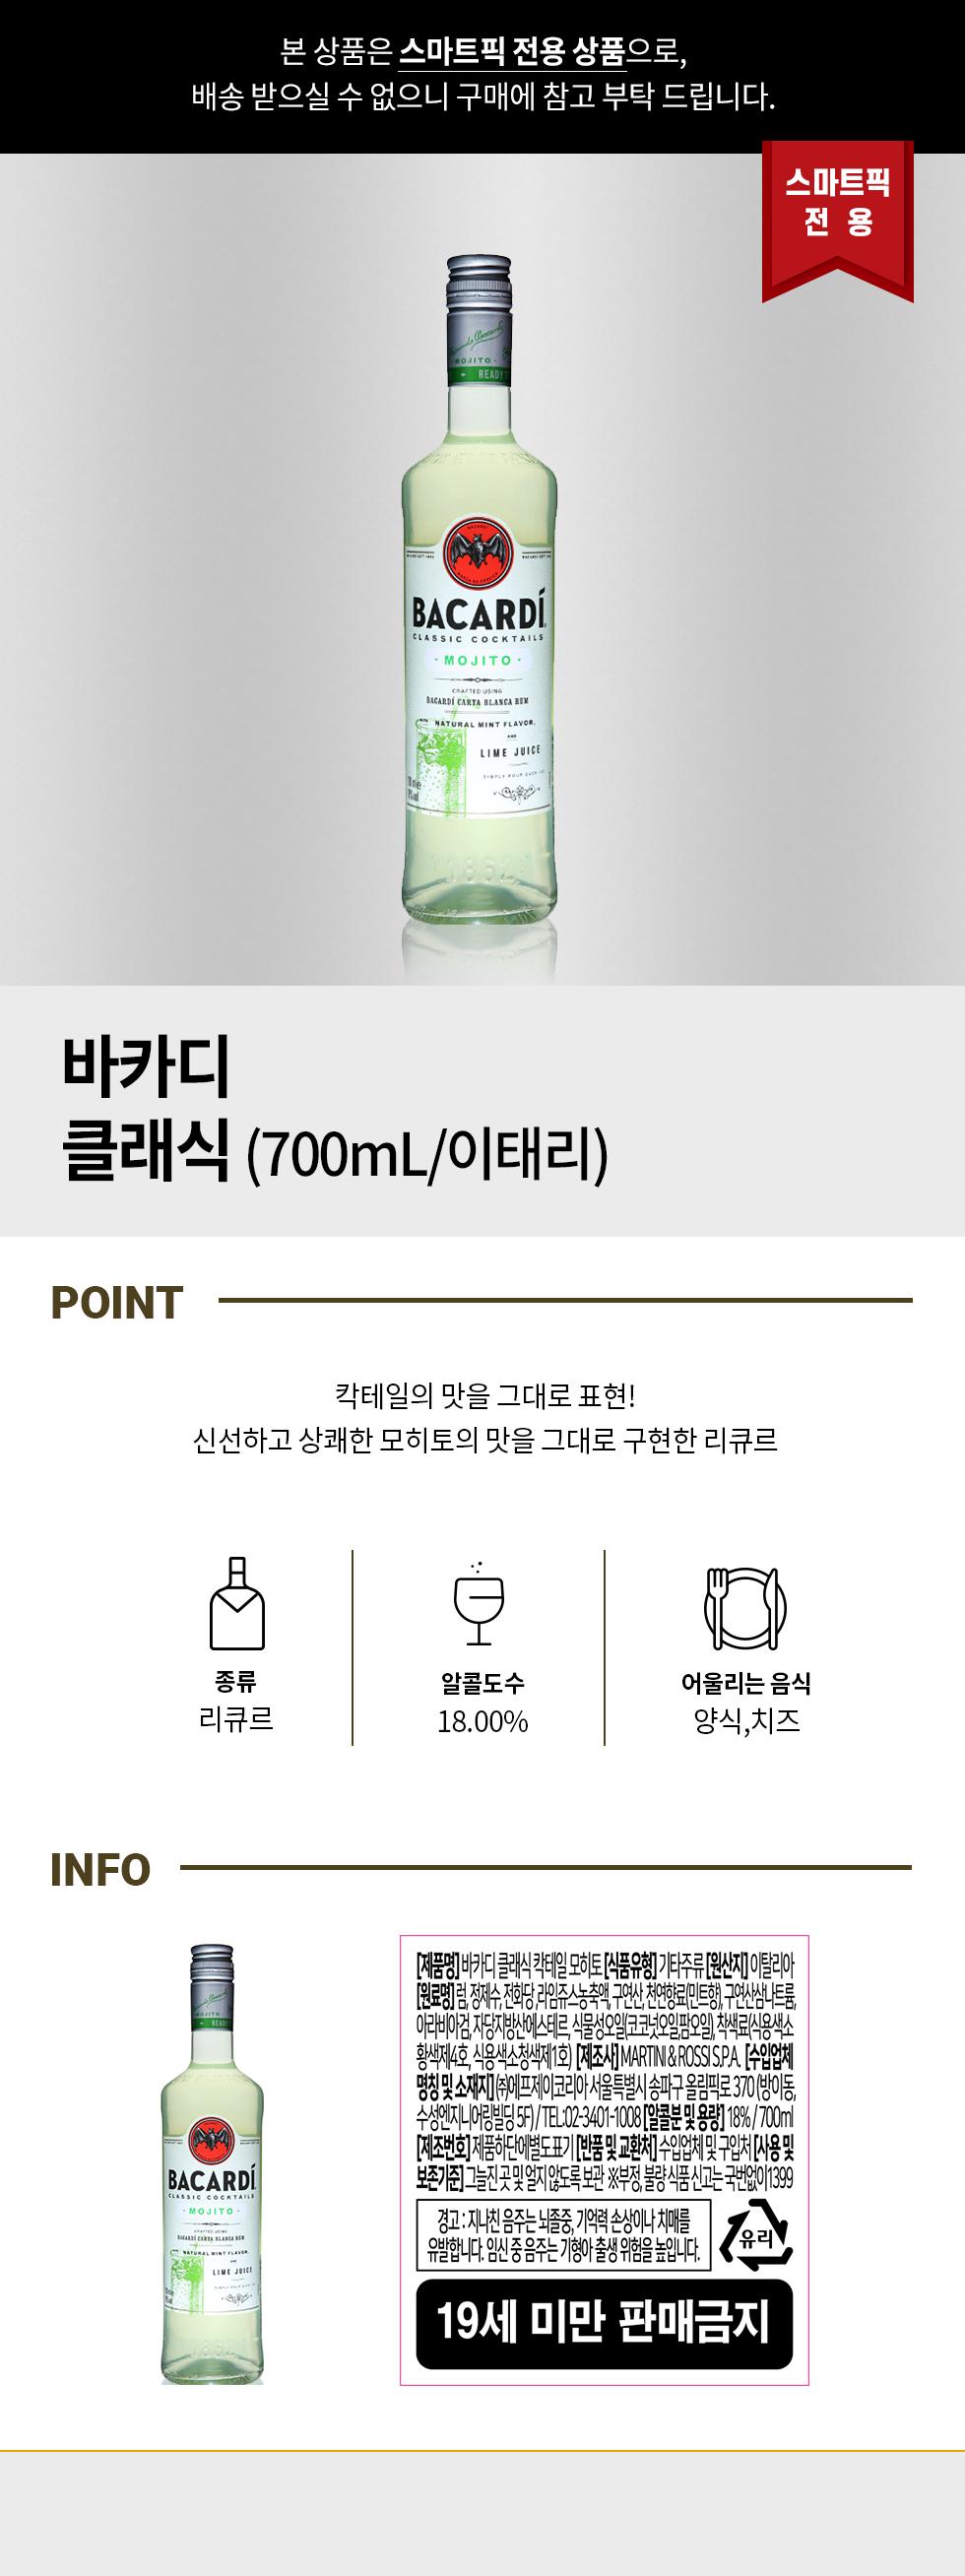 본 상품은 스마트픽 전용 상품으로,
배송 받으실 수 없으니 구매에 참고 부탁 드립니다.
스마트픽
전 용
MOJITO
READY
BACARDÍ
CLASSIC COCKTAILS
· MOJITO ·
CRAFTED USING
BACARDÍ CARTA BLANCA RUM
NATURAL MINT FLAVOR,
AND
LIME JUICE
바카디
클래식 (700mL/이태리)
POINT
칵테일의 맛을 그대로 표현!
신선하고 상쾌한 모히토의 맛을 그대로 구현한 리큐르
종류
리큐르
알콜도수
18.00%
어울리는 음식
양식,치즈
INFO
MOJITO
BACARDÍ
CLASSIC COCKTAILS
· MOJITO ·
CRAFTED USING
BACARDÍ CARTA BLANCA RUM
NATURAL MINT FLAVOR,
LIME JUICE
[제품명] 바카디 클래식 칵테일 모히토 [식품유형] 기타주류 [원산지] 이탈리아
[원료명] 럼, 정제수, 전화당, 라임쥬스농축액, 구연산, 천연향료(민트향), 구연산삼나트륨,
아라비아검, 자당지방산에스테르, 식물성오일(코코넛오일,팜오일), 착색료(식용색소
황색제4호, 식용색소청색제1호) [제조사] MARTINI & ROSSI S.P.A. [수입업체
명칭 및 소재지] ㈜에프제이코리아 서울특별시 송파구 올림픽로 370 (방이동,
수성엔지니어링빌딩 5F) / TEL:02-3401-1008 [알콜분 및 용량] 18% / 700ml
[제조번호] 제품하단에별도표기 [반품 및 교환처] 수입업체 및 구입처 [사용 및
보존기준] 그늘진 곳 및 얼지 않도록 보관 ※부정, 불량 식품 신고는 국번없이1399
경고 : 지나친 음주는 뇌졸중, 기억력 손상이나 치매를
유발합니다. 임신 중 음주는 기형아 출생 위험을 높입니다.
유리
19세 미만 판매금지